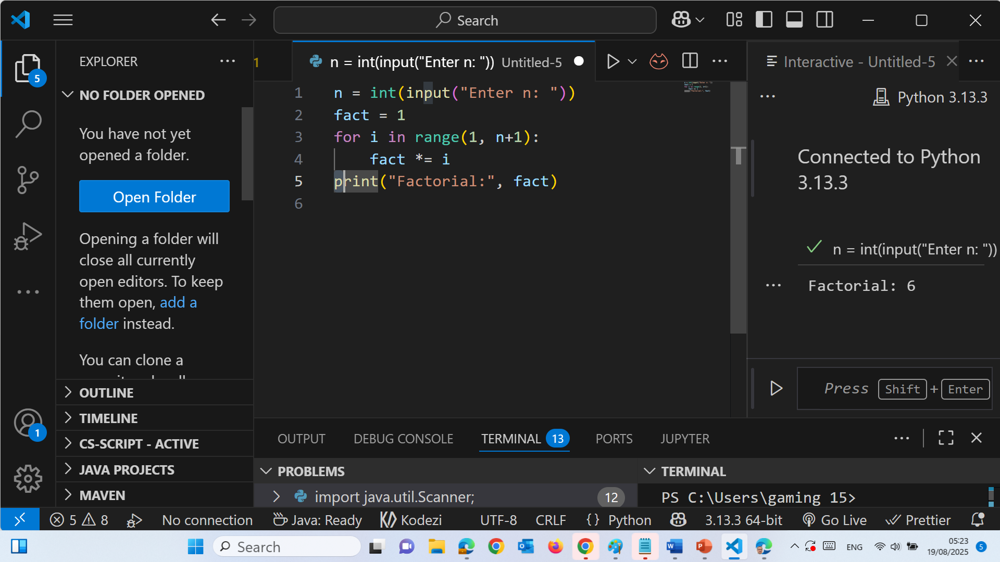 Search
EXPLORER
1
n = int(input("Enter n: ")) Untitled-5
Interactive - Untitled-5
5
NO FOLDER OPENED
You have not yet
opened a folder.
Open Folder
Opening a folder will
close all currently
open editors. To keep
them open, add a
folder instead.
You can clone a
OUTLINE
TIMELINE
CS-SCRIPT - ACTIVE
JAVA PROJECTS
MAVEN
1
1 n = int(input("Enter n: "))
2 fact = 1
3 for i in range(1, n+1):
4 fact *= i
5 print("Factorial:", fact)
6
Python 3.13.3
Connected to Python
3.13.3
n = int(input("Enter n: "))
Factorial: 6
Press Shift + Enter
OUTPUT DEBUG CONSOLE TERMINAL 13 PORTS JUPYTER
PROBLEMS
import java.util.Scanner; 12
TERMINAL
PS C:\Users\gaming 15>
5 8 No connection Java: Ready Kodezi UTF-8 CRLF {} Python 3.13.3 64-bit Go Live Prettier
Search
ENG
05:23
19/08/2025
5